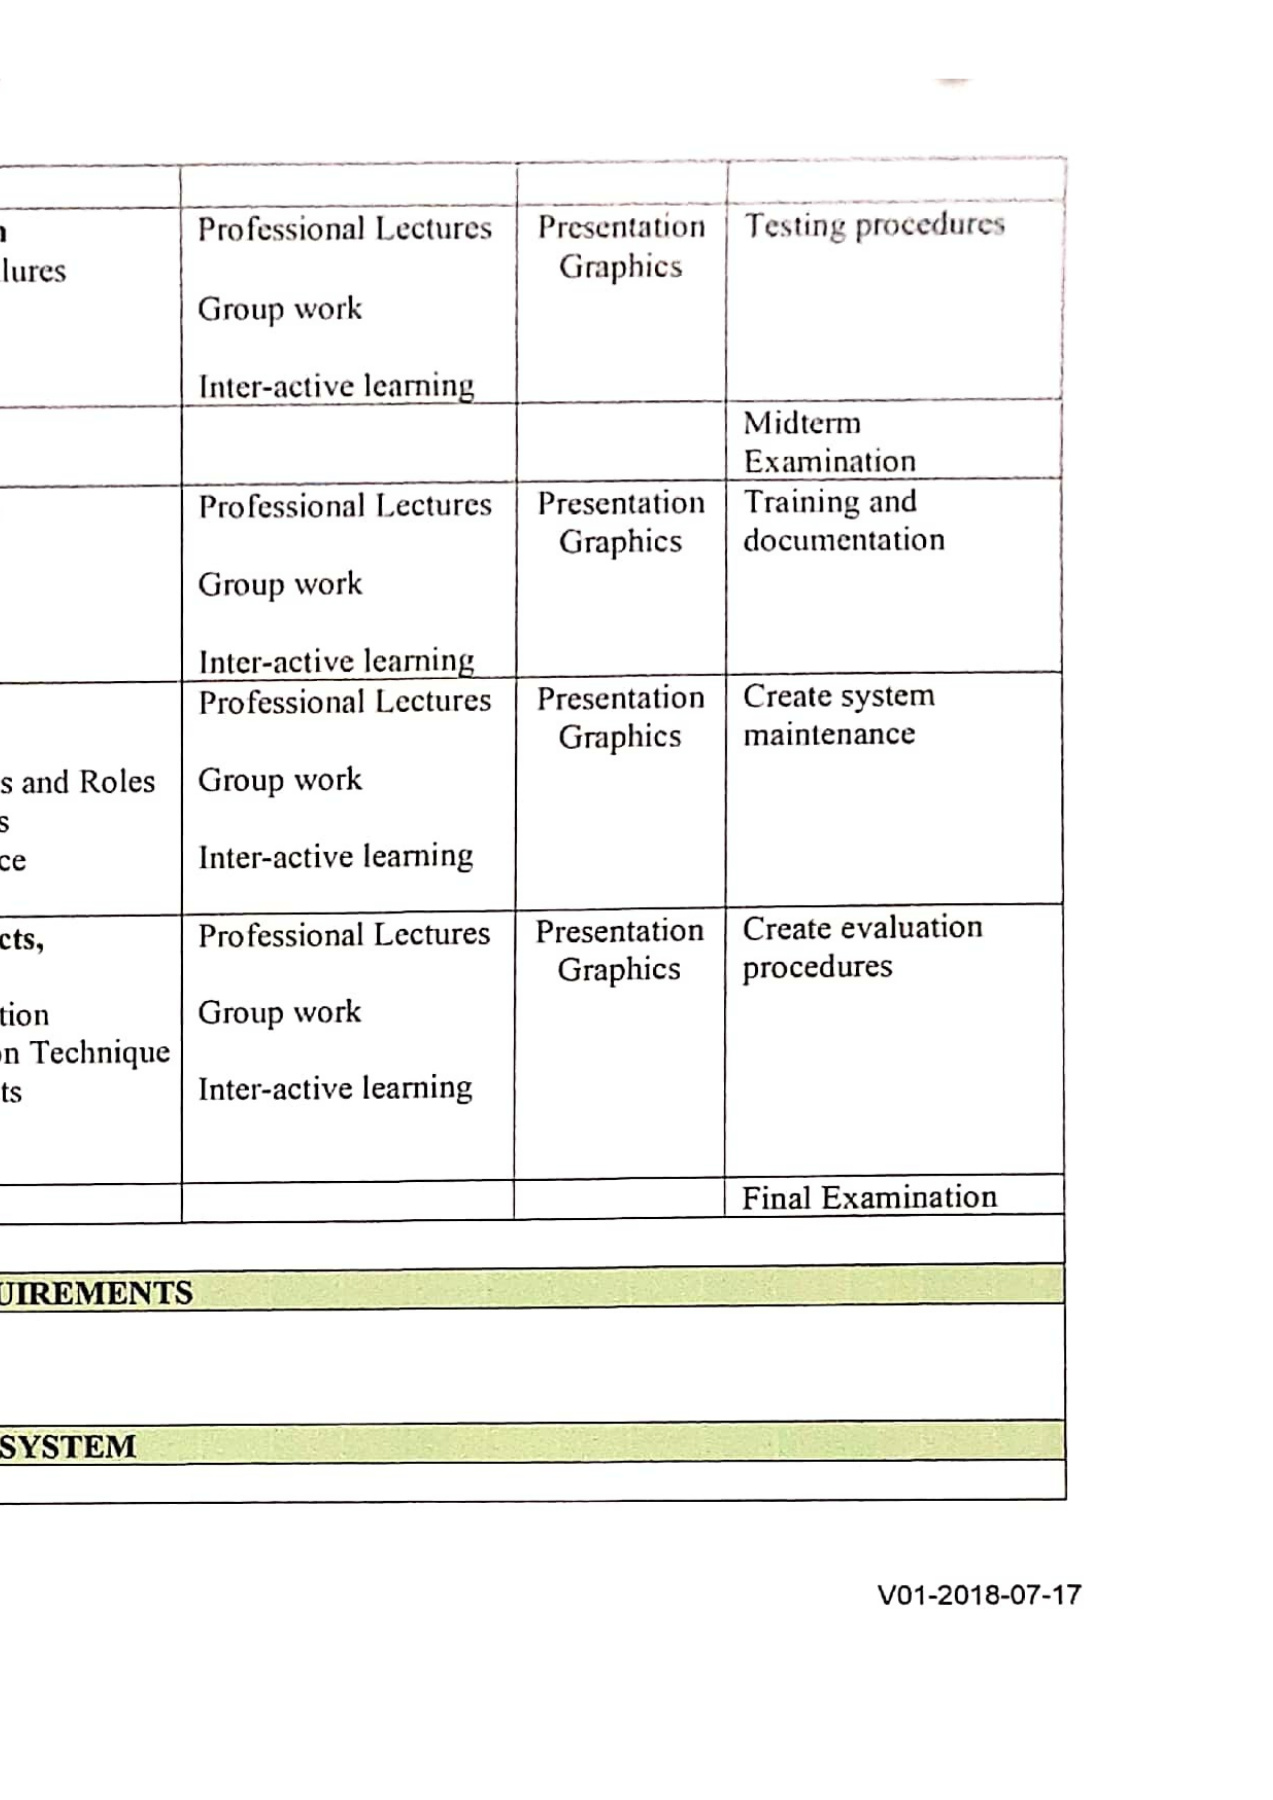 n
lures
Professional Lectures
Group work
Inter-active learning
Presentation
Graphics
Testing procedures
Midterm
Examination
Professional Lectures
Group work
Inter-active learning
Presentation
Graphics
Training and
documentation
s and Roles
s
ce
Professional Lectures
Group work
Inter-active learning
Presentation
Graphics
Create system
maintenance
cts,
tion
on Technique
ts
Professional Lectures
Group work
Inter-active learning
Presentation
Graphics
Create evaluation
procedures
Final Examination
UIREMENTS
SYSTEM
V01-2018-07-17